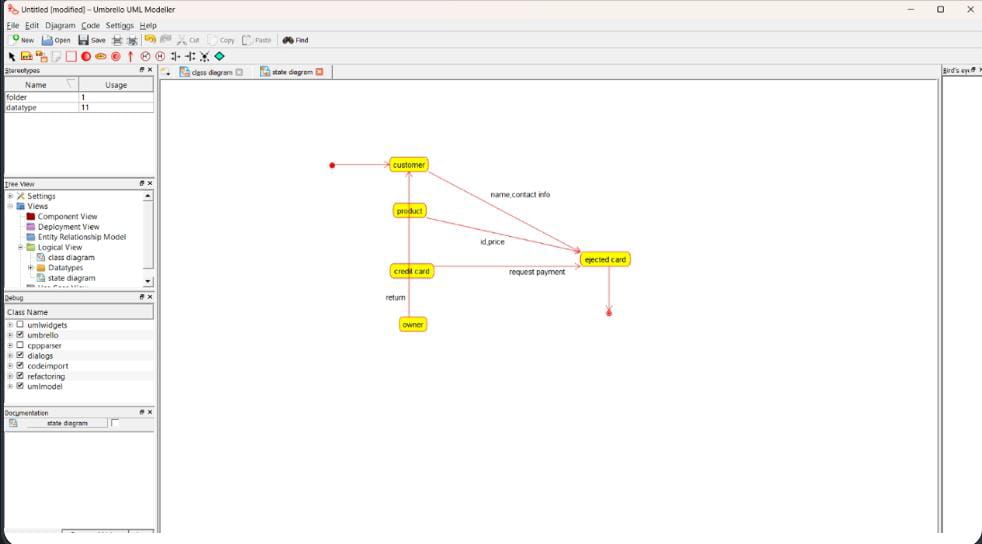 Untitled [modified] – Umbrello UML Modeller
File Edit Diagram Code Settings Help
New Open Save Cut Copy Paste Find
Stereotypes
class diagram state diagram
Bird's eye
Name Usage
folder 1
datatype 11
Tree View
Settings
Views
Component View
Deployment View
Entity Relationship Model
Logical View
class diagram
Datatypes
state diagram
Debug
Class Name
umlwidgets
umbrello
cppparser
dialogs
codeimport
refactoring
umlmodel
Documentation
state diagram
customer
name,contact info
product
id,price
ejected card
credit card
request payment
return
owner